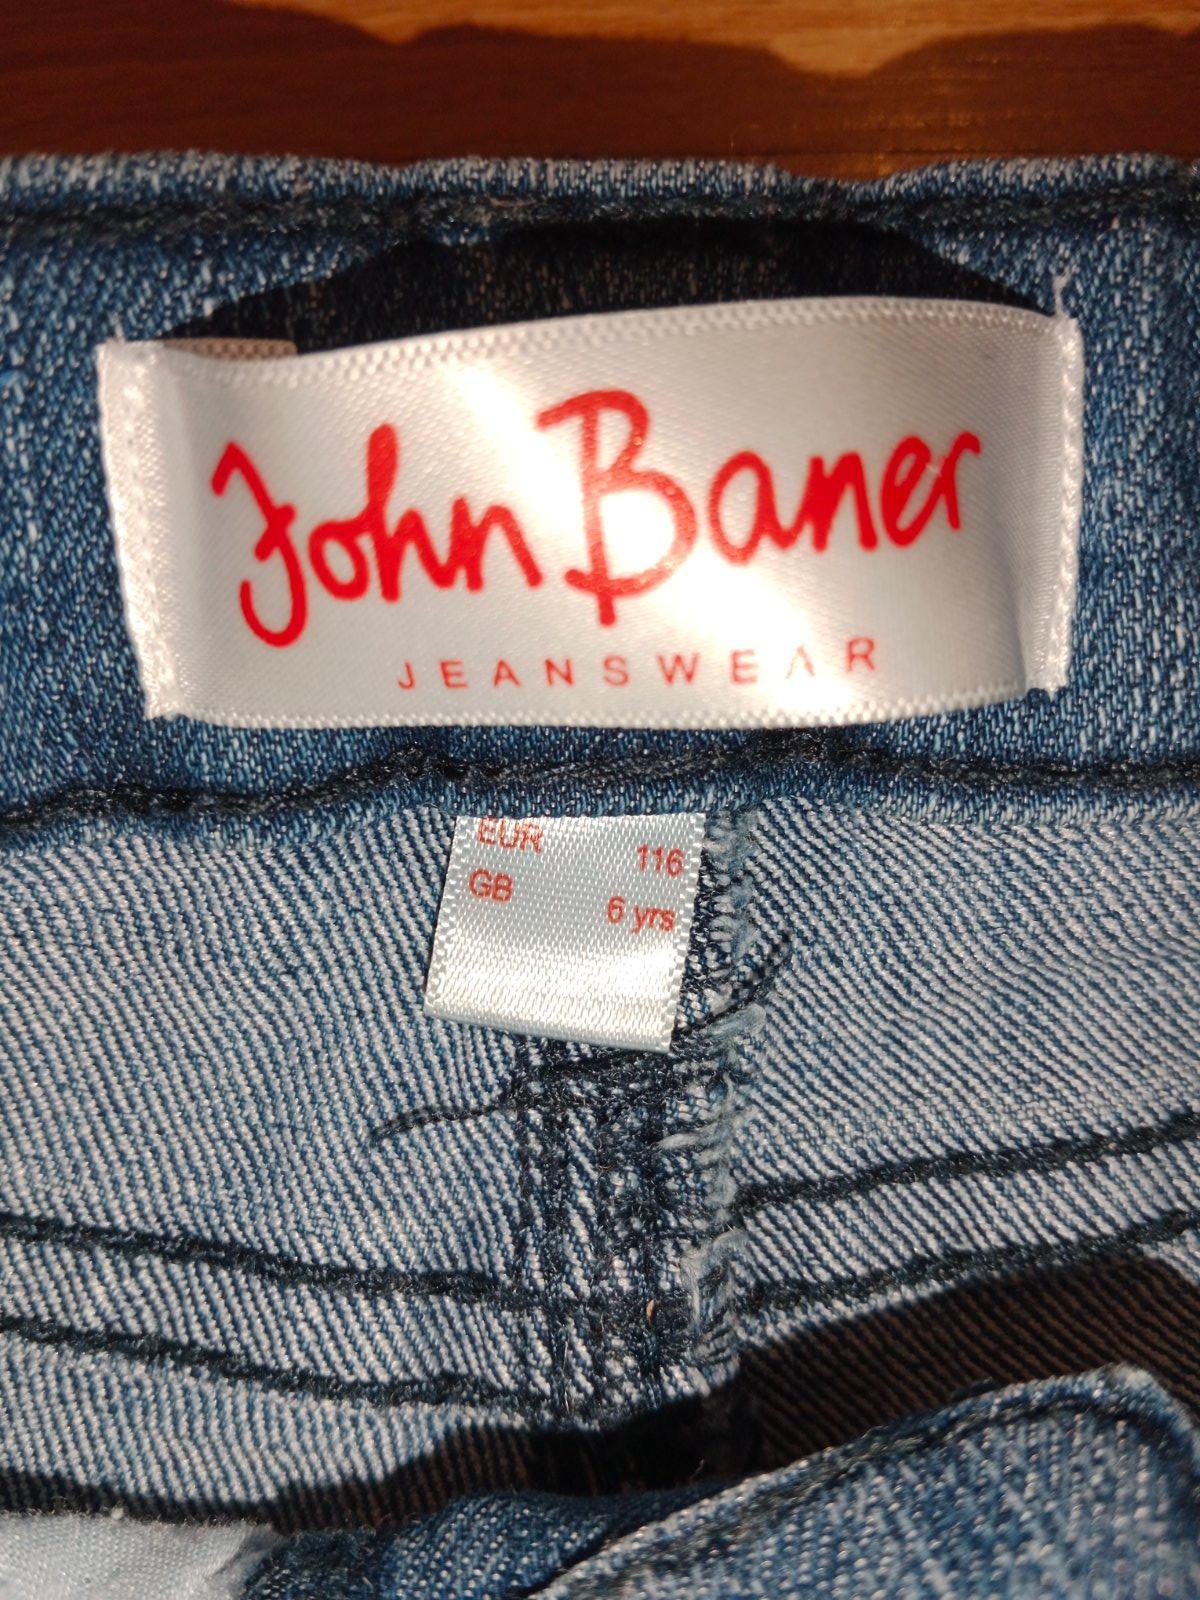 John Baner
JEANSWEAR
EUR 116
GB 6 yrs